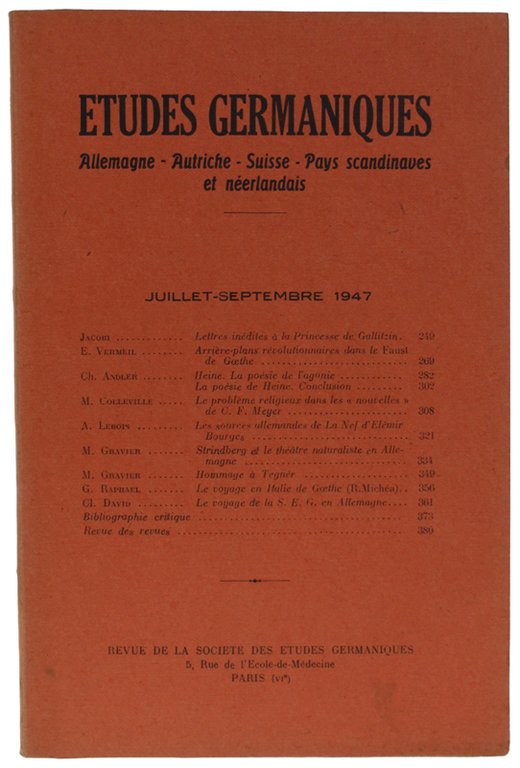 ETUDES GERMANIQUES
Allemagne - Autriche - Suisse - Pays scandinaves
et néerlandais
JUILLET-SEPTEMBRE 1947
JACOBI ............ Lettres inédites à la Princesse de Gallitzin. 249
E. VERMEIL ........ Arrière-plans révolutionnaires dans le Faust
de Gœthe ........................ 269
CH. ANDLER ........ Heine. La poésie de l'agonie ........... 282
La poésie de Heine. Conclusion .......... 302
M. COLLEVILLE ..... Le problème religieux dans les « nouvelles »
de C. F. Meyer .................... 308
A. LEBOIS ......... Les sources allemandes de La Nef d'Elémir
Bourges .......................... 321
M. GRAVIER ........ Strindberg et le théâtre naturaliste en Alle-
magne ............................ 334
M. GRAVIER ........ Hommage à Tegnér .................. 349
G. RAPHAEL ...... Le voyage en Italie de Gœthe (R.Michéa).. 356
Cl. DAVID ......... Le voyage de la S. E. G. en Allemagne.... 361
Bibliographie critique ................................ 373
Revue des revues .................................. 380
REVUE DE LA SOCIETE DES ETUDES GERMANIQUES
5, Rue de l'Ecole-de-Médecine
PARIS (VIe)